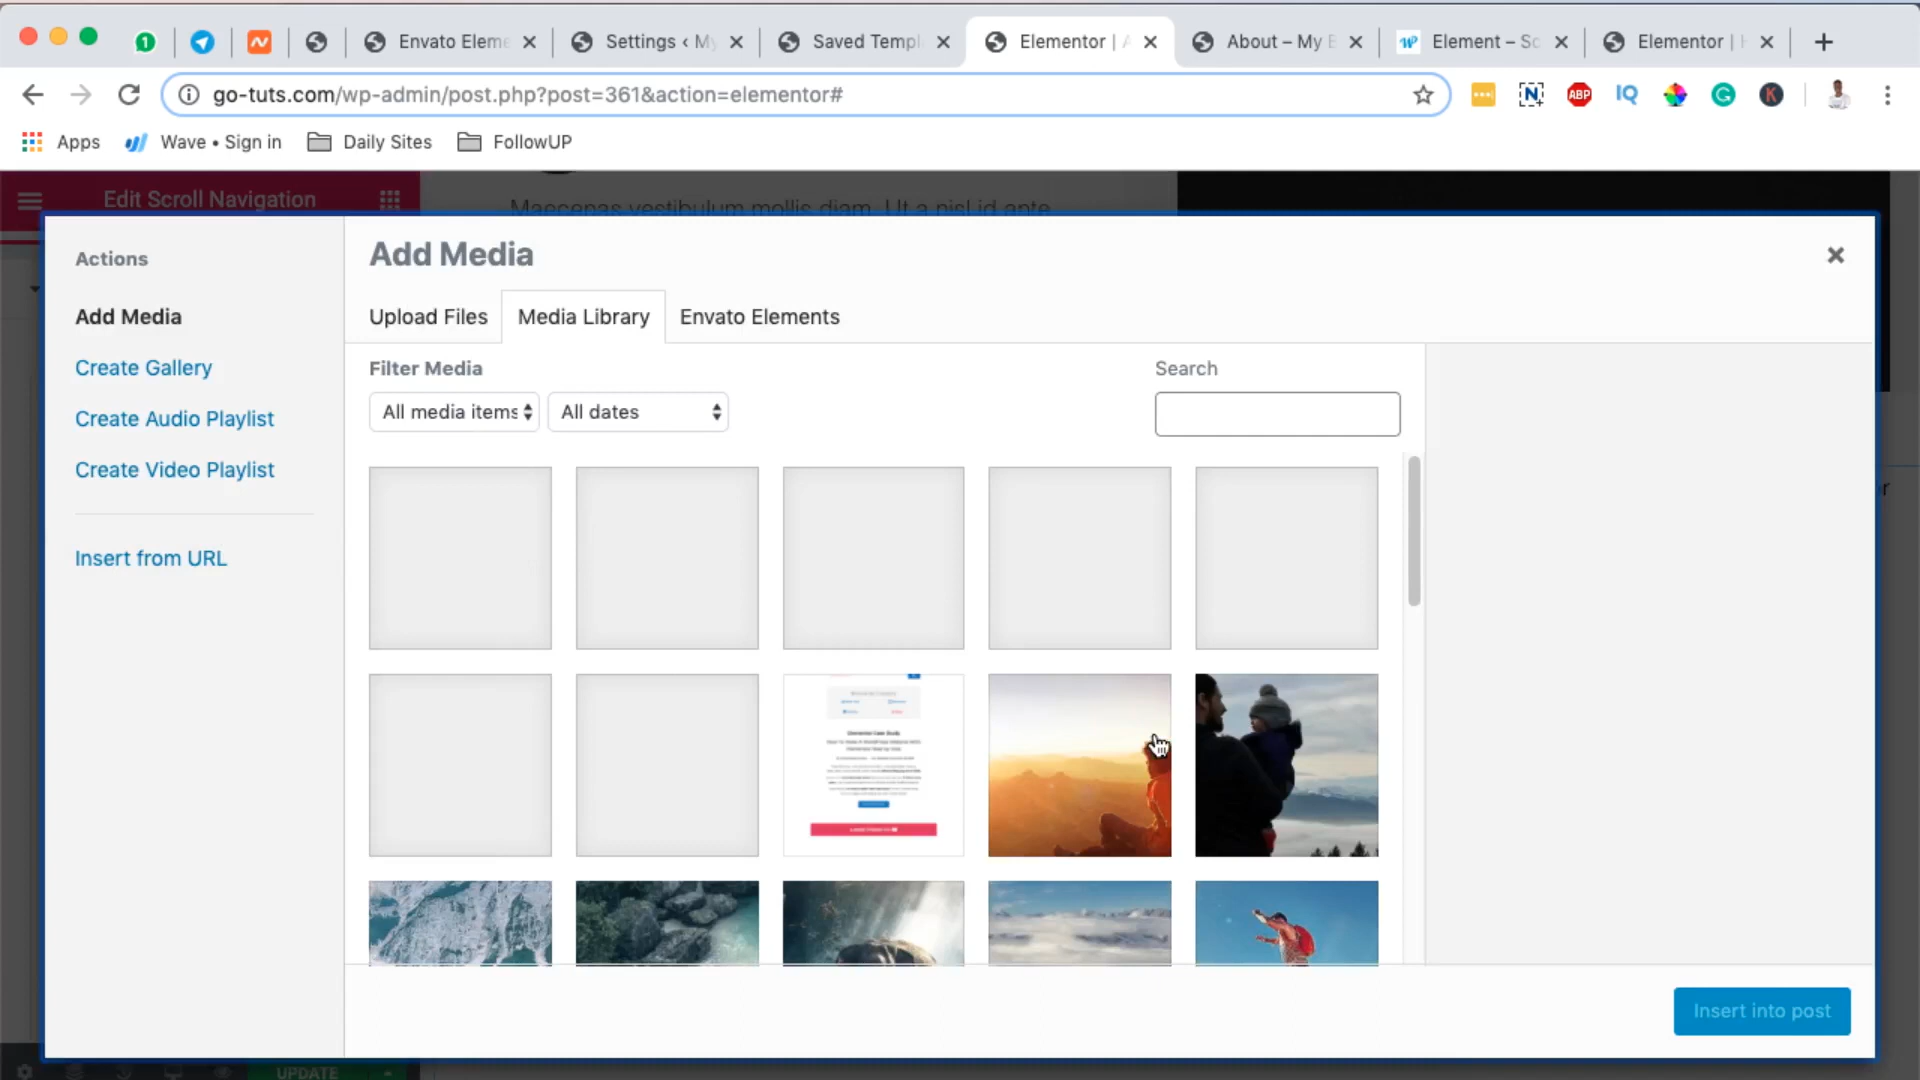 1
Envato Eleme
Settings ‹ My
Saved Templ
Elementor | A
About – My B
Element – Sc
Elementor | H
go-tuts.com/wp-admin/post.php?post=361&action=elementor#
ABP
IQ
Apps
Wave • Sign in
Daily Sites
FollowUP
Edit Scroll Navigation
Maecenas vestibulum mollis diam. Ut a nisl id ante
Actions
Add Media
Create Gallery
Create Audio Playlist
Create Video Playlist
Insert from URL
Add Media
Upload Files
Media Library
Envato Elements
Filter Media
All media items
All dates
Search
Insert into post
UPDATE